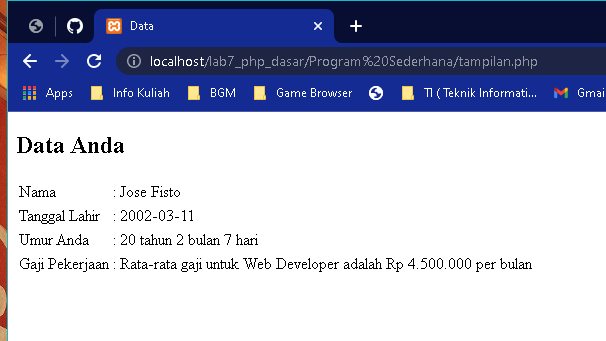 Data
localhost/lab7_php_dasar/Program%20Sederhana/tampilan.php
Apps Info Kuliah BGM Game Browser TI ( Teknik Informati... Gmai
Data Anda
Nama : Jose Fisto
Tanggal Lahir : 2002-03-11
Umur Anda : 20 tahun 2 bulan 7 hari
Gaji Pekerjaan : Rata-rata gaji untuk Web Developer adalah Rp 4.500.000 per bulan